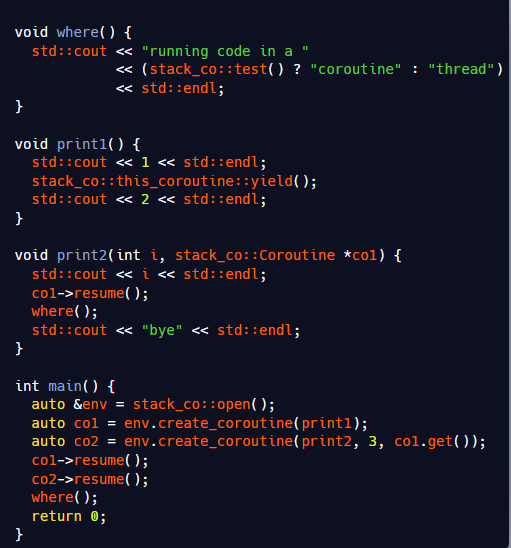 void where() {
  std::cout << "running code in a "
            << (stack_co::test() ? "coroutine" : "thread")
            << std::endl;
}

void print1() {
  std::cout << 1 << std::endl;
  stack_co::this_coroutine::yield();
  std::cout << 2 << std::endl;
}

void print2(int i, stack_co::Coroutine *co1) {
  std::cout << i << std::endl;
  co1->resume();
  where();
  std::cout << "bye" << std::endl;
}

int main() {
  auto &env = stack_co::open();
  auto co1 = env.create_coroutine(print1);
  auto co2 = env.create_coroutine(print2, 3, co1.get());
  co1->resume();
  co2->resume();
  where();
  return 0;
}